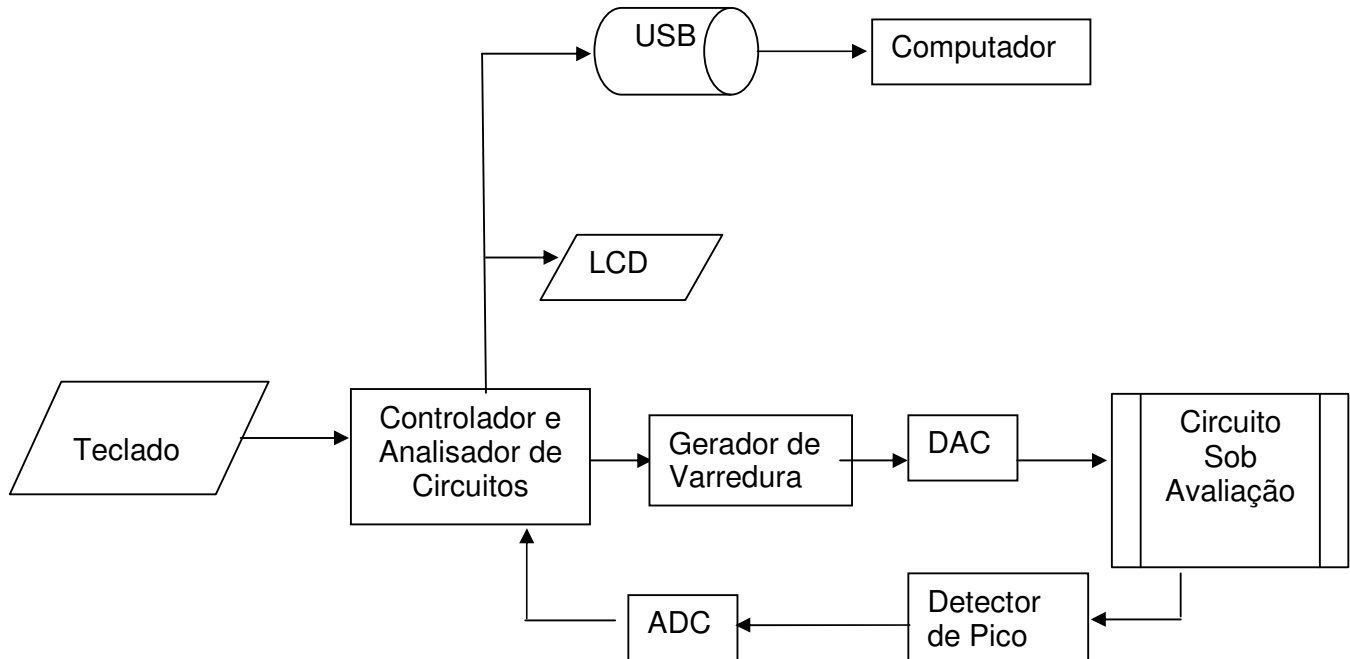 USB
Computador
LCD
Teclado
Controlador e
Analisador de
Circuitos
Gerador de
Varredura
DAC
Circuito
Sob
Avaliação
ADC
Detector
de Pico